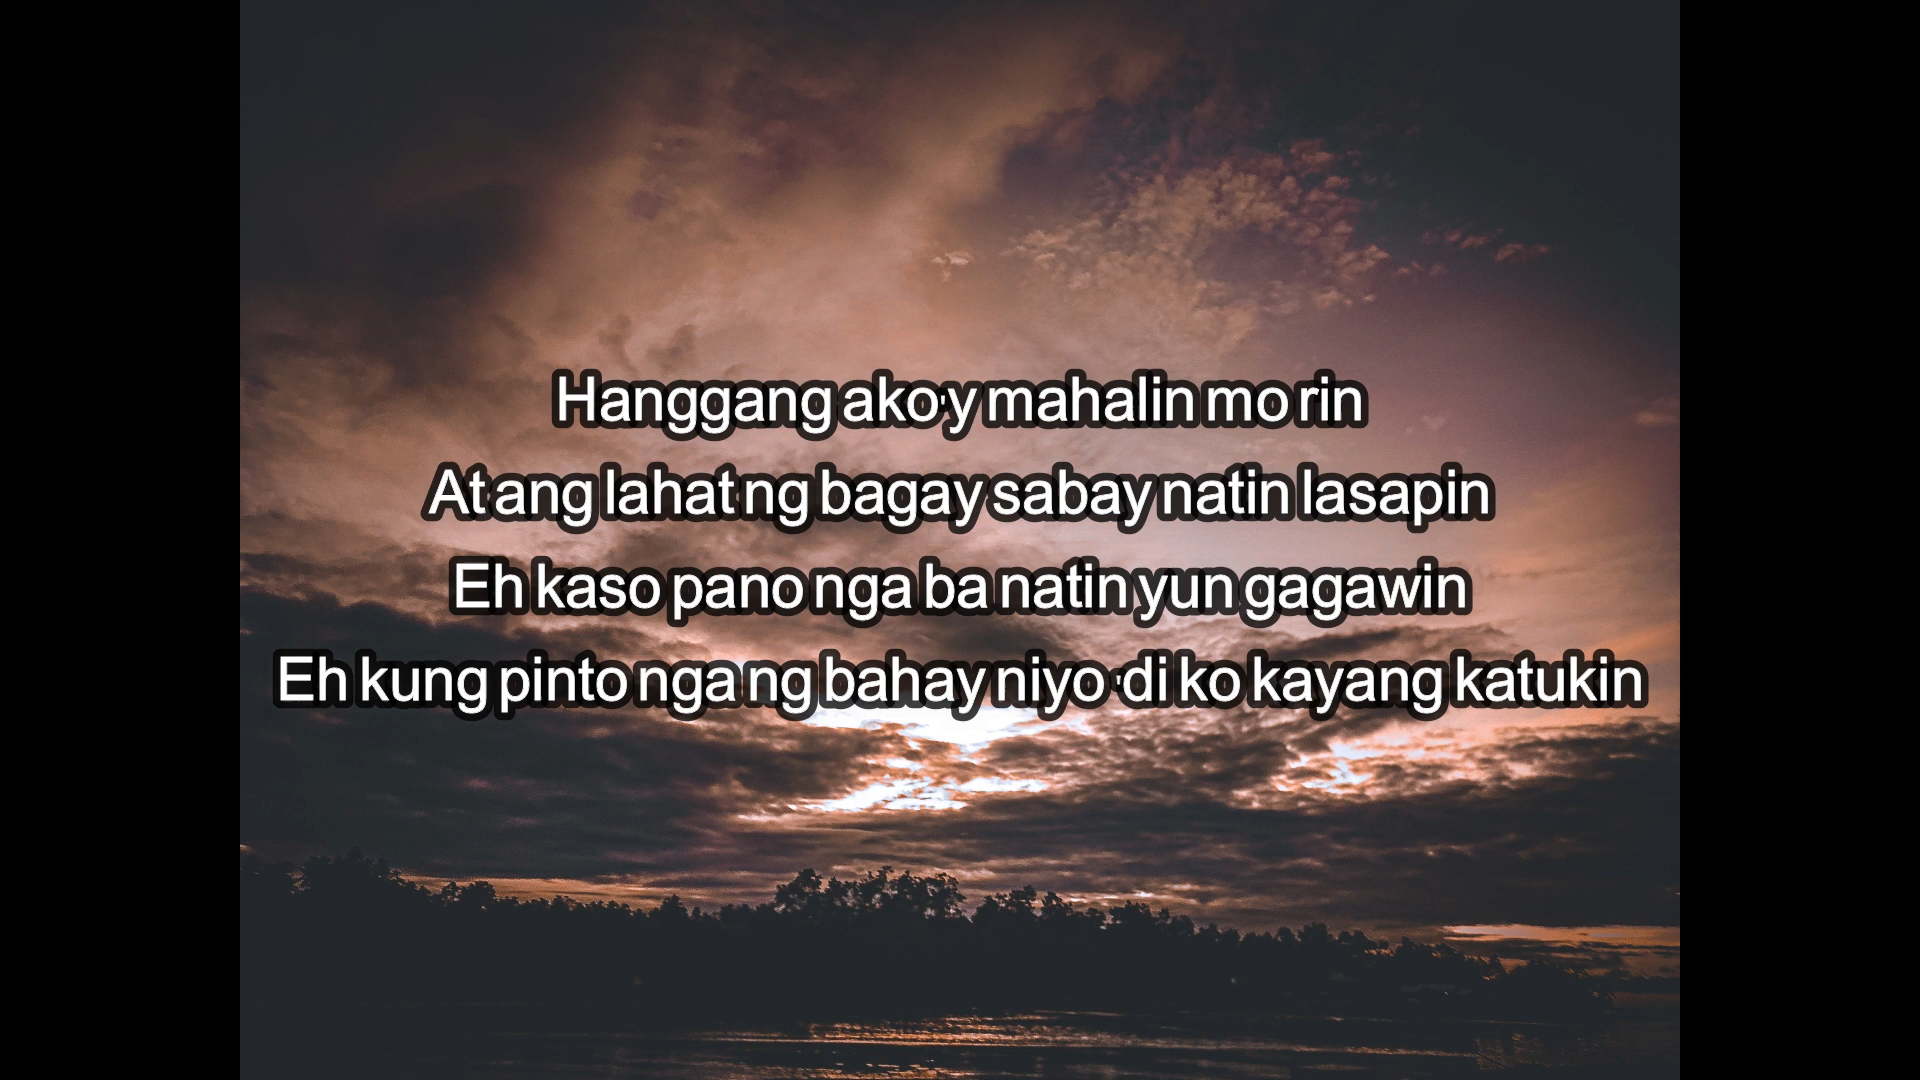 Hanggang ako·y mahalin mo rin
At ang lahat ng bagay sabay natin lasapin
Eh kaso pano nga ba natin yun gagawin
Eh kung pinto nga ng bahay niyo ·di ko kayang katukin